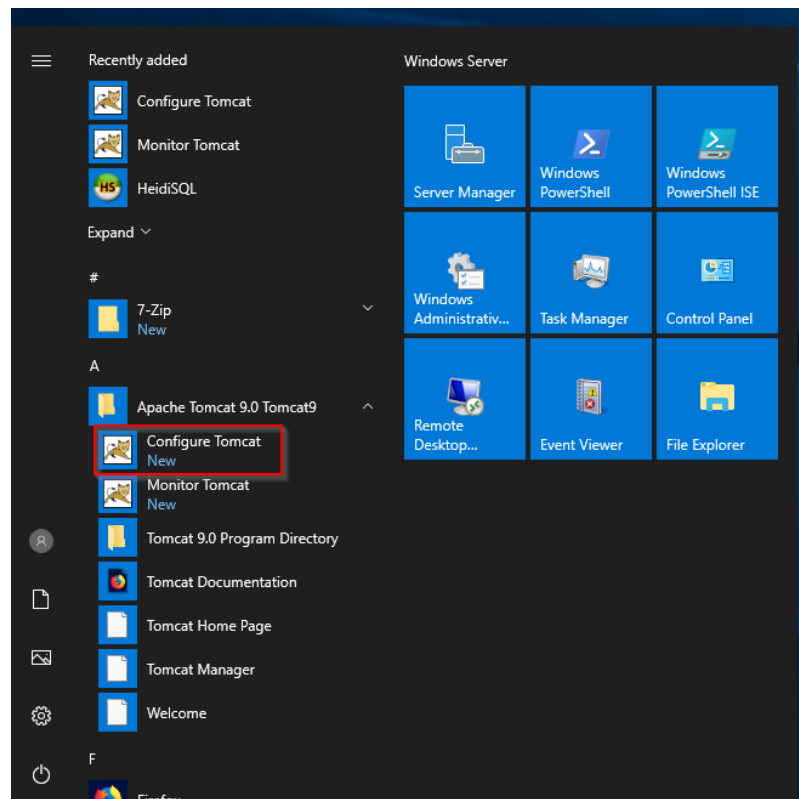 Recently added
Configure Tomcat
Monitor Tomcat
HS
HeidiSQL
Expand
#
7-Zip
New
A
Apache Tomcat 9.0 Tomcat9
Configure Tomcat
New
Monitor Tomcat
New
Tomcat 9.0 Program Directory
Tomcat Documentation
Tomcat Home Page
Tomcat Manager
Welcome
F
Firefox
Windows Server
Server Manager
Windows
PowerShell
Windows
PowerShell ISE
Windows
Administrativ...
Task Manager
Control Panel
Remote
Desktop...
Event Viewer
File Explorer